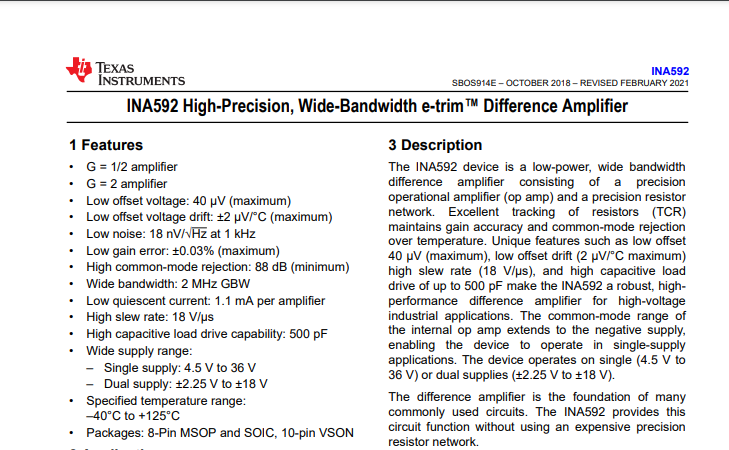 TEXAS
INSTRUMENTS
INA592
SBOS914E – OCTOBER 2018 – REVISED FEBRUARY 2021
INA592 High-Precision, Wide-Bandwidth e-trim™ Difference Amplifier
1 Features
• G = 1/2 amplifier
• G = 2 amplifier
• Low offset voltage: 40 µV (maximum)
• Low offset voltage drift: ±2 µV/°C (maximum)
• Low noise: 18 nV/√Hz at 1 kHz
• Low gain error: ±0.03% (maximum)
• High common-mode rejection: 88 dB (minimum)
• Wide bandwidth: 2 MHz GBW
• Low quiescent current: 1.1 mA per amplifier
• High slew rate: 18 V/µs
• High capacitive load drive capability: 500 pF
• Wide supply range:
– Single supply: 4.5 V to 36 V
– Dual supply: ±2.25 V to ±18 V
• Specified temperature range:
–40°C to +125°C
• Packages: 8-Pin MSOP and SOIC, 10-pin VSON
3 Description
The INA592 device is a low-power, wide bandwidth
difference amplifier consisting of a precision
operational amplifier (op amp) and a precision resistor
network. Excellent tracking of resistors (TCR)
maintains gain accuracy and common-mode rejection
over temperature. Unique features such as low offset
40 µV (maximum), low offset drift (2 µV/°C maximum)
high slew rate (18 V/µs), and high capacitive load
drive of up to 500 pF make the INA592 a robust, high-
performance difference amplifier for high-voltage
industrial applications. The common-mode range of
the internal op amp extends to the negative supply,
enabling the device to operate in single-supply
applications. The device operates on single (4.5 V to
36 V) or dual supplies (±2.25 V to ±18 V).
The difference amplifier is the foundation of many
commonly used circuits. The INA592 provides this
circuit function without using an expensive precision
resistor network.